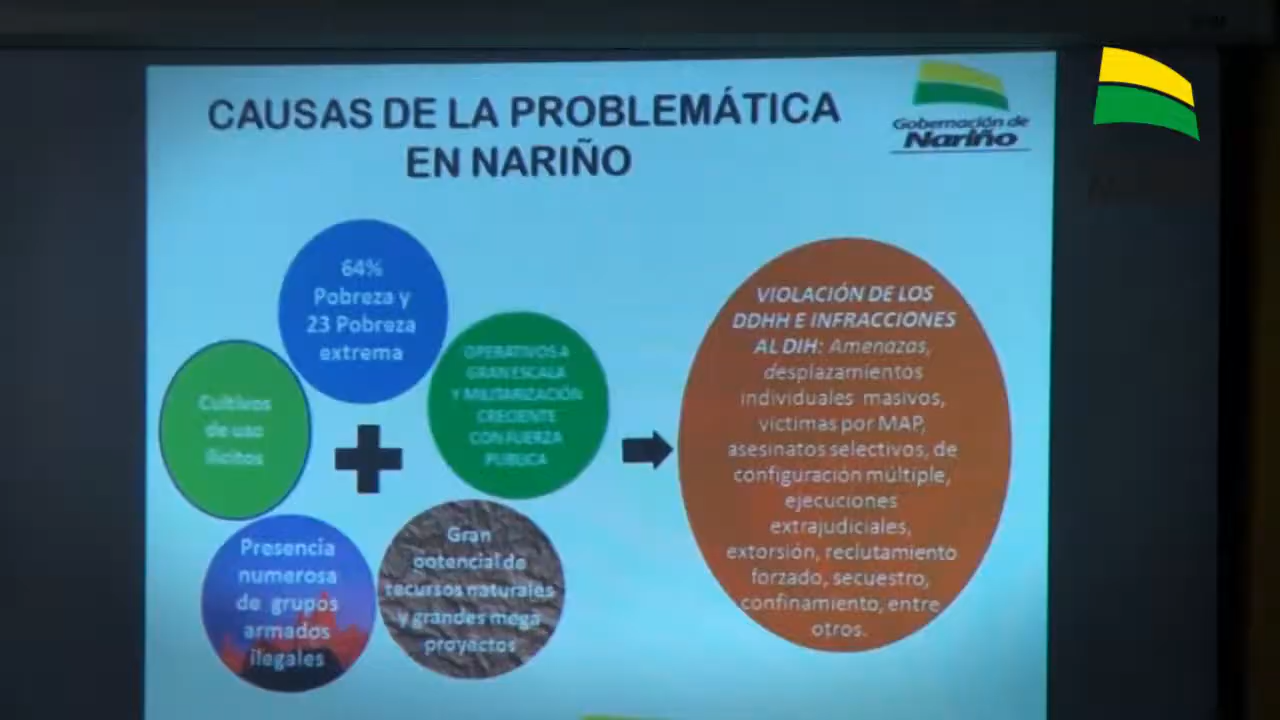 CAUSAS DE LA PROBLEMÁTICA
EN NARIÑO
Gobernación de
Nariño
64%
Pobreza y
23 Pobreza
extrema
OPERATIVOS A
GRAN ESCALA
Y MILITARIZACIÓN
CRECIENTE
CON FUERZA
PUBLICA
Cultivos
de uso
ilícitos
Presencia
numerosa
de grupos
armados
ilegales
Gran
potencial de
recursos naturales
y grandes mega
proyectos
VIOLACIÓN DE LOS
DDHH E INFRACCIONES
AL DIH: Amenazas,
desplazamientos
individuales masivos,
víctimas por MAP,
asesinatos selectivos, de
configuración múltiple,
ejecuciones
extrajudiciales,
extorsión, reclutamiento
forzado, secuestro,
confinamiento, entre
otros.